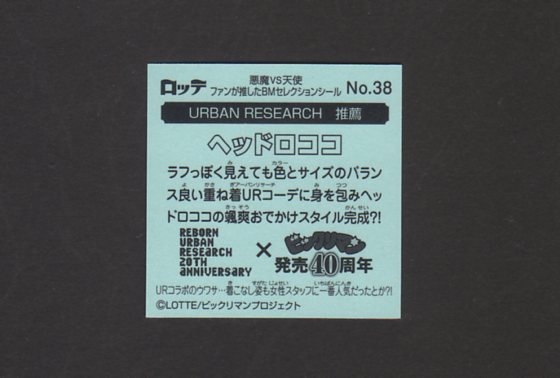 ロッテ 悪魔VS天使 ファンが推したBMセレクションシール No.38
URBAN RESEARCH 推薦
ヘッドロココ
ラフっぽく見えても色とサイズのバラン
ス良い重ね着URコーデに身を包みヘッ
ドロココの颯爽おでかけスタイル完成?!
REBORN
URBAN
RESEARCH
20TH
ANNIVERSARY
×
ビックリマン
発売40周年
URコラボのウワサ…着こなし姿も女性スタッフに一番人気だったとか?!
©LOTTE/ビックリマンプロジェクト